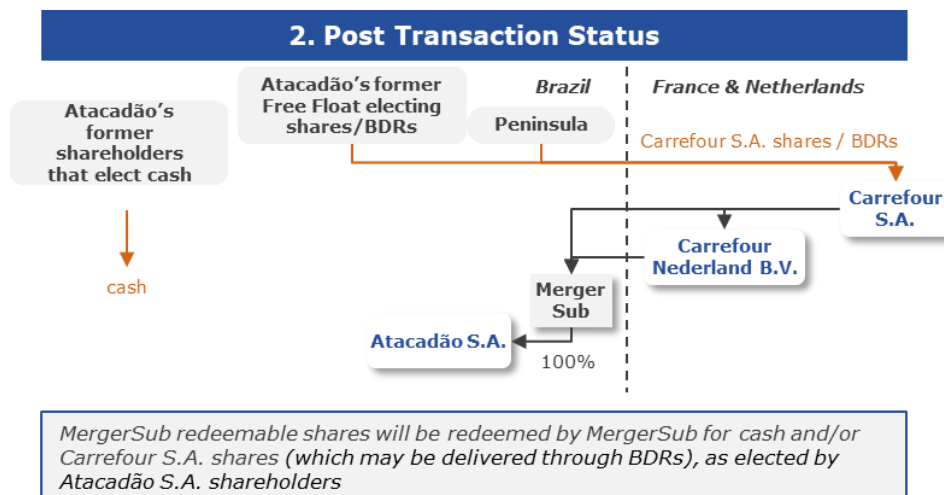 2. Post Transaction Status
Atacadão’s
former
shareholders
that elect cash
cash
Atacadão’s former
Free Float electing
shares/BDRs
Peninsula
Brazil
France & Netherlands
Carrefour S.A. shares / BDRs
Carrefour
S.A.
Carrefour
Nederland B.V.
Merger
Sub
Atacadão S.A.
100%
MergerSub redeemable shares will be redeemed by MergerSub for cash and/or
Carrefour S.A. shares (which may be delivered through BDRs), as elected by
Atacadão S.A. shareholders